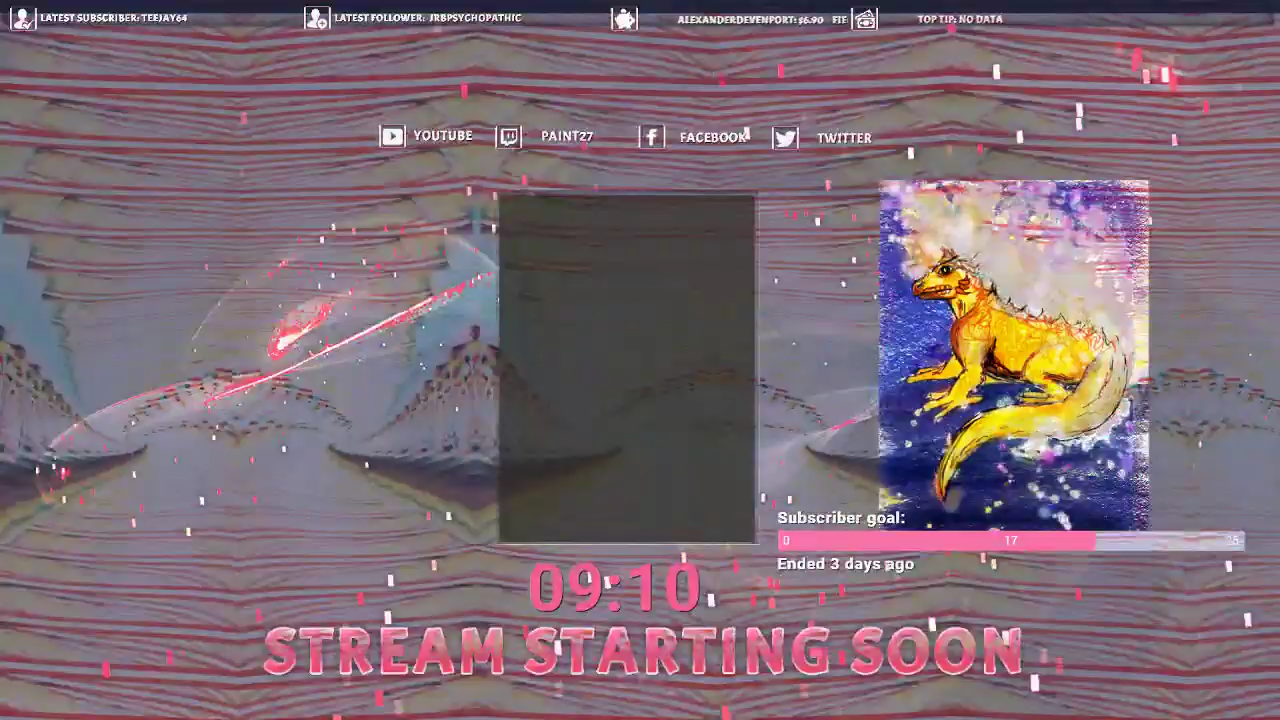 LATEST SUBSCRIBER: TEEJAY64
LATEST FOLLOWER: JRBPSYCHOPATHIC
ALEXANDERDEVENPORT: $6.90
TOP TIP: NO DATA
YOUTUBE
PAINT27
FACEBOOK
TWITTER
Subscriber goal:
0 17 35
Ended 3 days ago
09:10
STREAM STARTING SOON